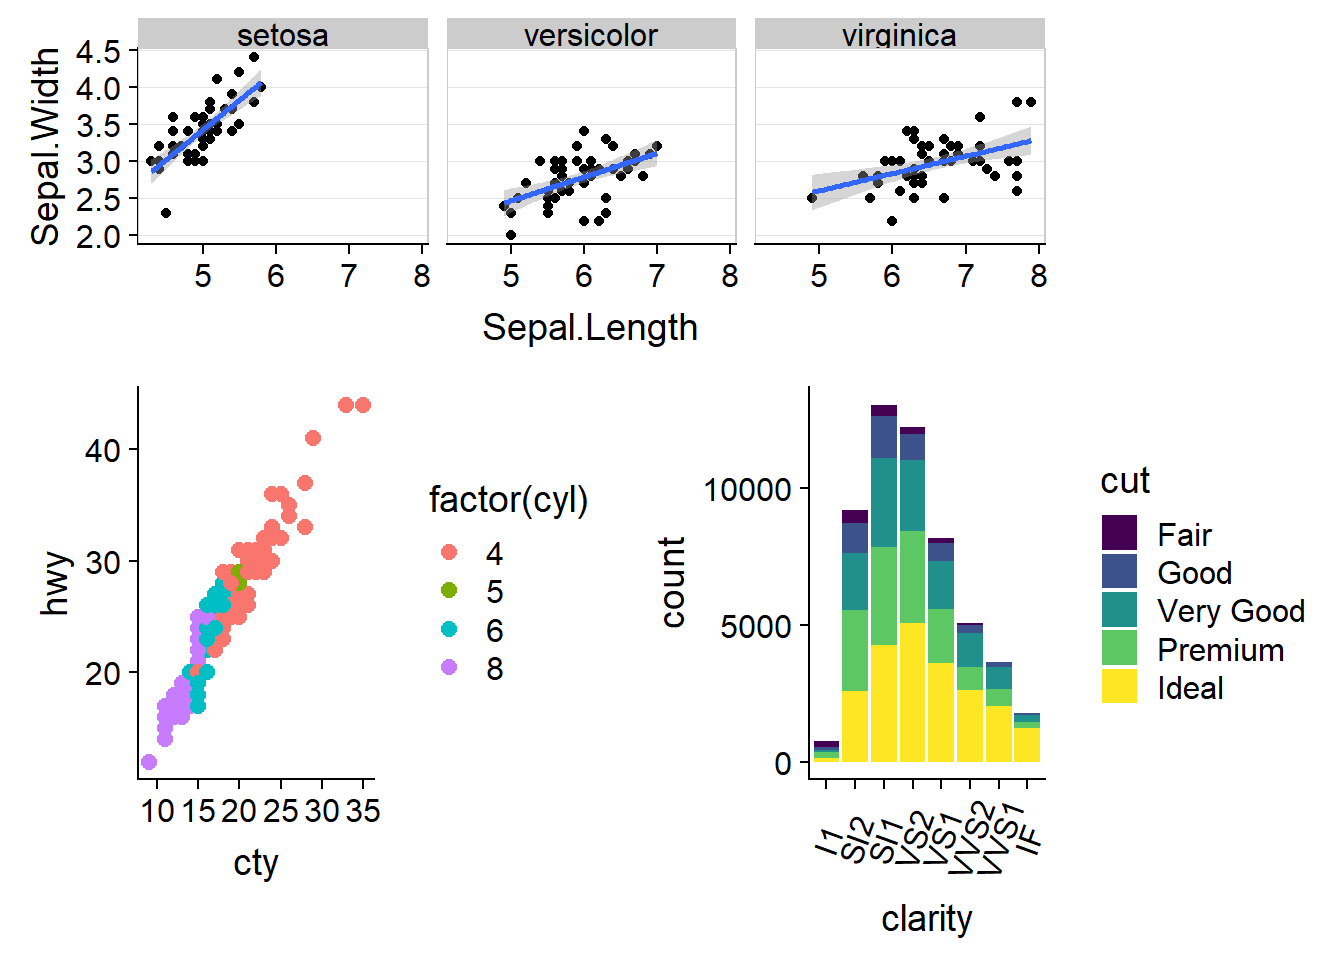 setosa versicolor virginica
Sepal.Width
4.5
4.0
3.5
3.0
2.5
2.0
5 6 7 8 5 6 7 8 5 6 7 8
Sepal.Length
hwy
40
30
20
10 15 20 25 30 35
cty
factor(cyl)
4
5
6
8
count
10000
5000
0
I1 SI2 SI1 VS2 VS1 VVS2 VVS1 IF
clarity
cut
Fair
Good
Very Good
Premium
Ideal